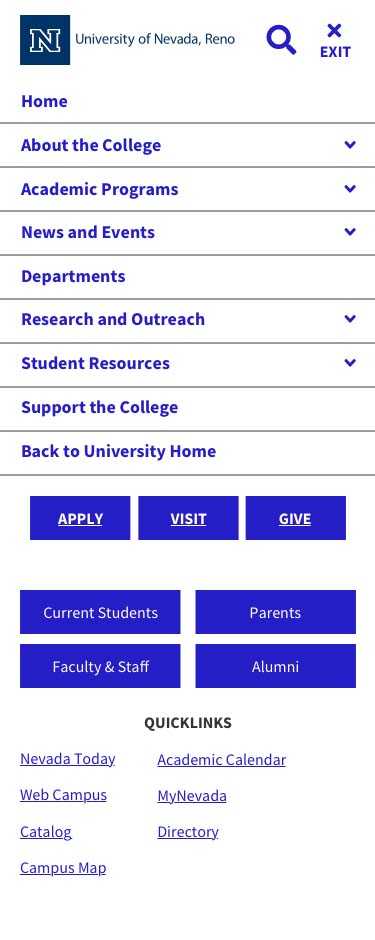 N University of Nevada, Reno
EXIT
Home
About the College
Academic Programs
News and Events
Departments
Research and Outreach
Student Resources
Support the College
Back to University Home
APPLY VISIT GIVE
Current Students Parents
Faculty & Staff Alumni
QUICKLINKS
Nevada Today Academic Calendar
Web Campus MyNevada
Catalog Directory
Campus Map